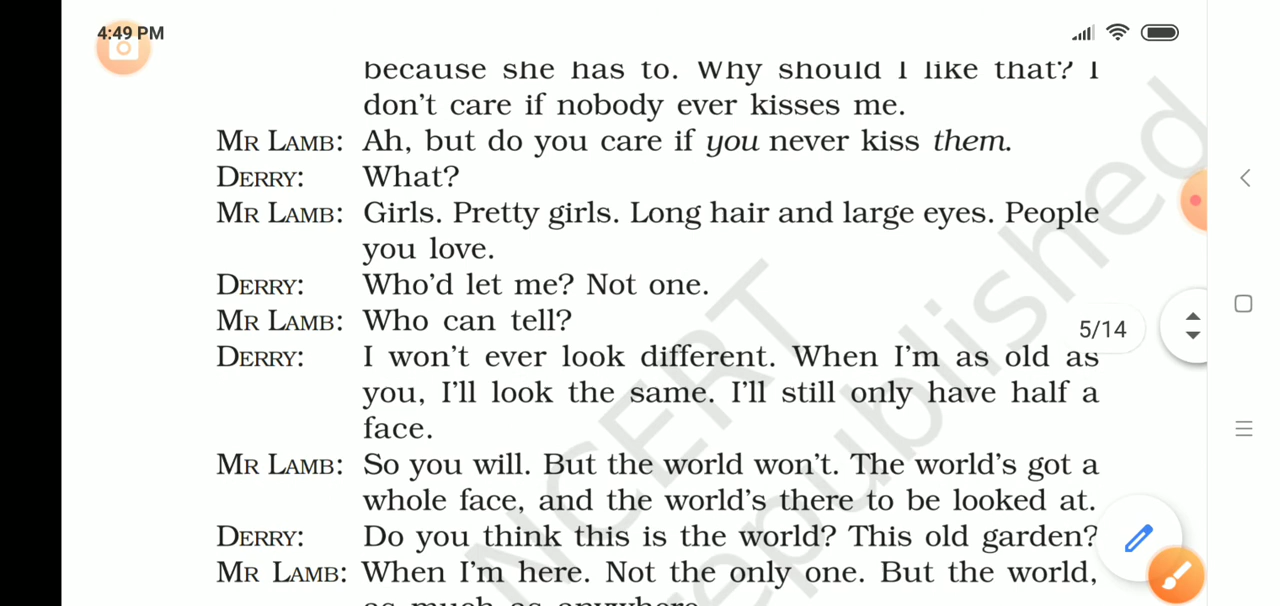 4:49 PM
because she has to. Why should I like that? I
don't care if nobody ever kisses me.
MR LAMB: Ah, but do you care if you never kiss them.
DERRY: What?
MR LAMB: Girls. Pretty girls. Long hair and large eyes. People
you love.
DERRY: Who'd let me? Not one.
MR LAMB: Who can tell?
5/14
DERRY: I won't ever look different. When I'm as old as
you, I'll look the same. I'll still only have half a
face.
MR LAMB: So you will. But the world won't. The world's got a
whole face, and the world's there to be looked at.
DERRY: Do you think this is the world? This old garden?
MR LAMB: When I'm here. Not the only one. But the world,
as much as anywhere.
NCERT
republished